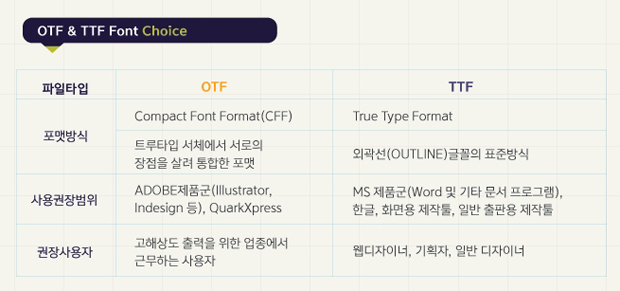 OTF & TTF Font Choice
파일타입
OTF
TTF
포맷방식
Compact Font Format(CFF)
True Type Format
트루타입 서체에서 서로의
장점을 살려 통합한 포맷
외곽선(OUTLINE)글꼴의 표준방식
사용권장범위
ADOBE제품군(Illustrator,
Indesign 등), QuarkXpress
MS 제품군(Word 및 기타 문서 프로그램),
한글, 화면용 제작툴, 일반 출판용 제작툴
권장사용자
고해상도 출력을 위한 업종에서
근무하는 사용자
웹디자이너, 기획자, 일반 디자이너